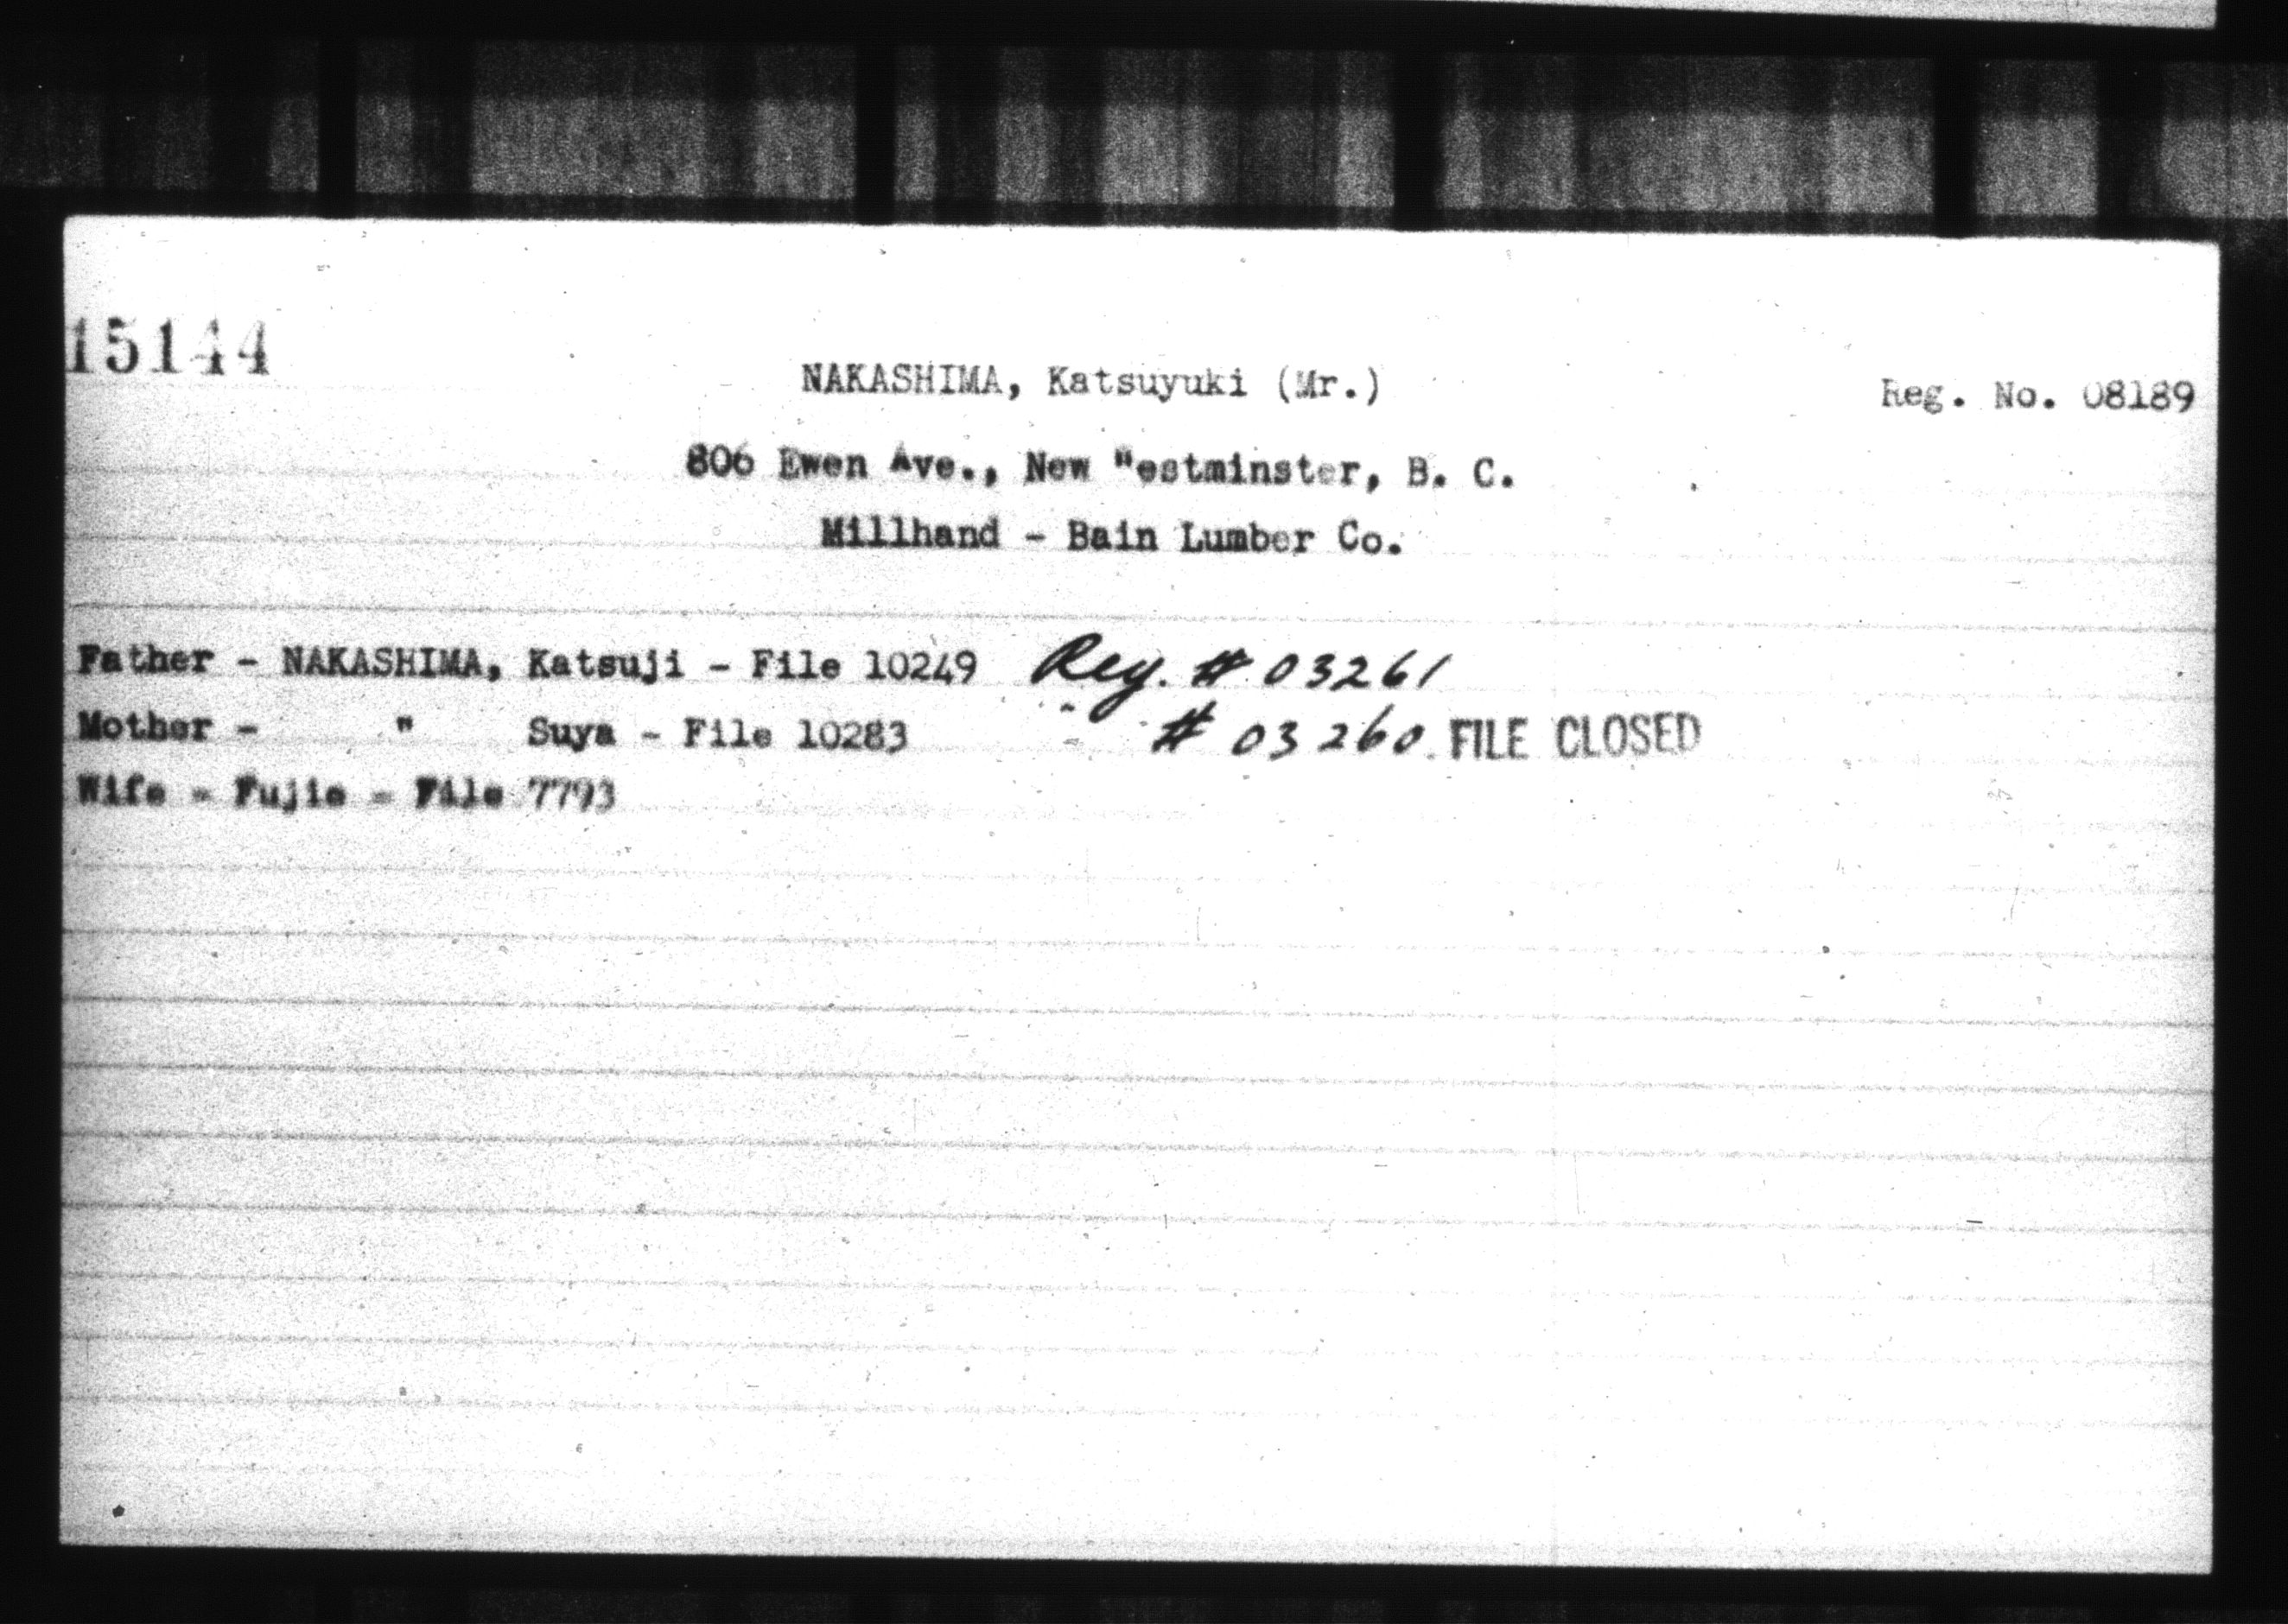 15144
NAKASHIMA, Katsuyuki (Mr.)
Reg. No. 08189
806 Ewen Ave., New "estminster, B. C.
Millhand - Bain Lumber Co.
Father - NAKASHIMA, Katsuji - File 10249 Reg. # 03261
Mother - " Suya - File 10283 " # 03260 FILE CLOSED
Wife - Fujie - File 7793